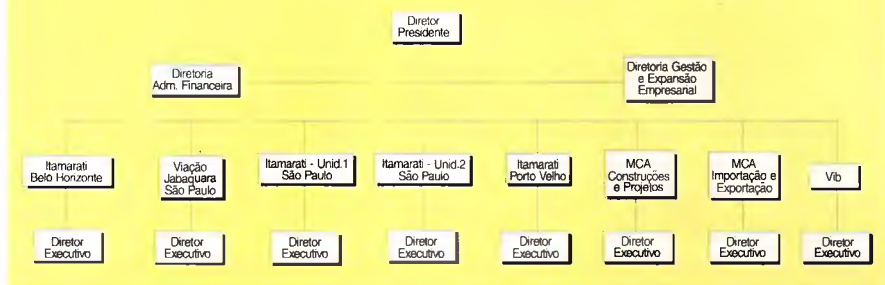 Diretor
Presidente
Diretoria
Adm. Financeira
Diretoria Gestão
e Expansão
Empresarial
Itamarati
Belo Horizonte
Viação
Jabaquara
São Paulo
Itamarati - Unid.1
São Paulo
Itamarati - Unid.2
São Paulo
Itamarati
Porto Velho
MCA
Construções
e Projetos
MCA
Importação e
Exportação
Vib
Diretor
Executivo
Diretor
Executivo
Diretor
Executivo
Diretor
Executivo
Diretor
Executivo
Diretor
Executivo
Diretor
Executivo
Diretor
Executivo